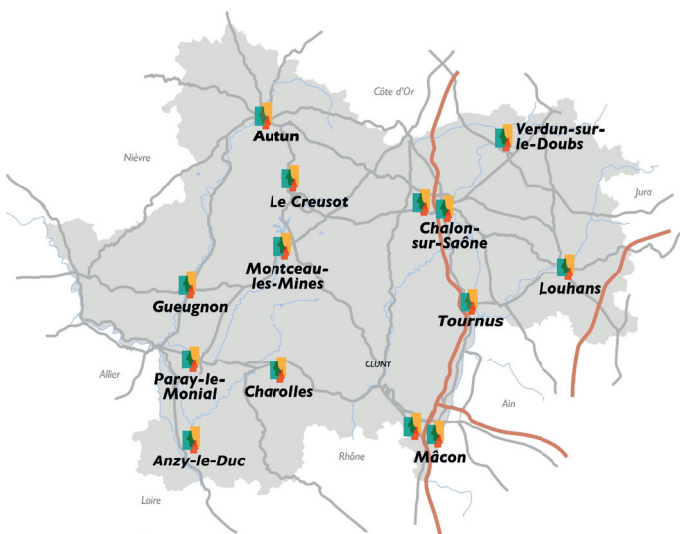 Côte d'Or
Verdun-sur-
le-Doubs
Autun
Nièvre
Jura
Le Creusot
Chalon-
sur-Saône
Montceau-
les-Mines
Louhans
Gueugnon
Tournus
CLUNY
Allier
Paray-le-
Monial
Charolles
Ain
Anzy-le-Duc
Rhône
Mâcon
Loire